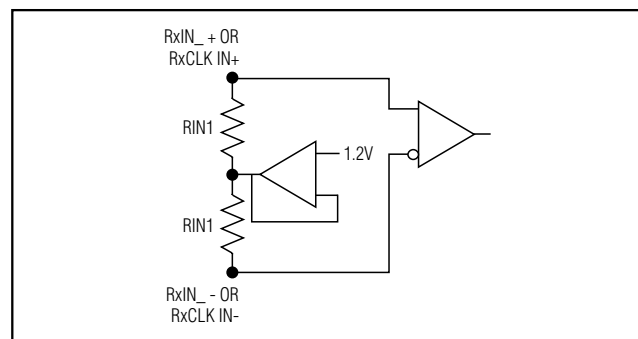 RxIN_ + OR
RxCLK IN+
RIN1
1.2V
RIN1
RxIN_ - OR
RxCLK IN-